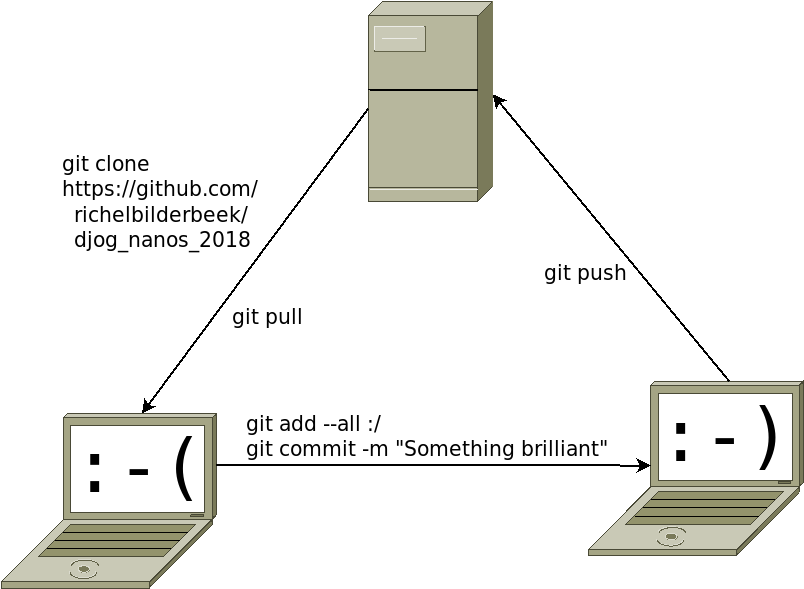 git clone
https://github.com/
richelbilderbeek/
djog_nanos_2018
git push
git pull
git add --all :/
git commit -m "Something brilliant"
:-(
:-)